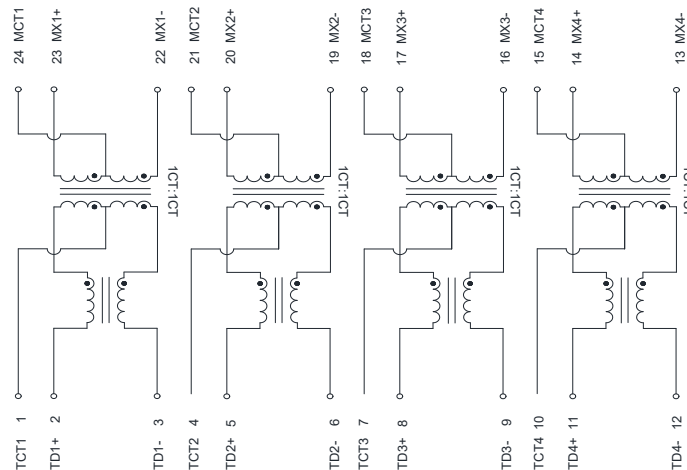 24 MCT1
23 MX1+
22 MX1-
21 MCT2
20 MX2+
19 MX2-
18 MCT3
17 MX3+
16 MX3-
15 MCT4
14 MX4+
13 MX4-
1CT:1CT
1CT:1CT
1CT:1CT
1CT:1CT
TCT1 1
TD1+ 2
TD1- 3
TCT2 4
TD2+ 5
TD2- 6
TCT3 7
TD3+ 8
TD3- 9
TCT4 10
TD4+ 11
TD4- 12